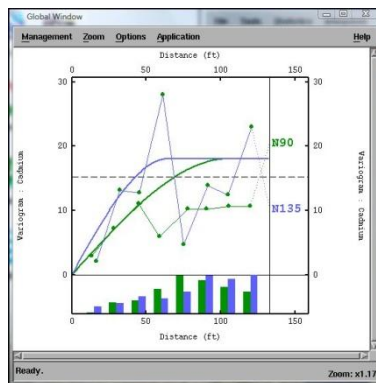 Global Window
Management Zoom Options Application Help
Distance (ft)
0 50 100 150
30 30
N90
20 20
Variogram : Cadmium
Variogram : Cadmium
N135
10 10
0 0
0 50 100 150
Distance (ft)
Ready. Zoom: x1.17